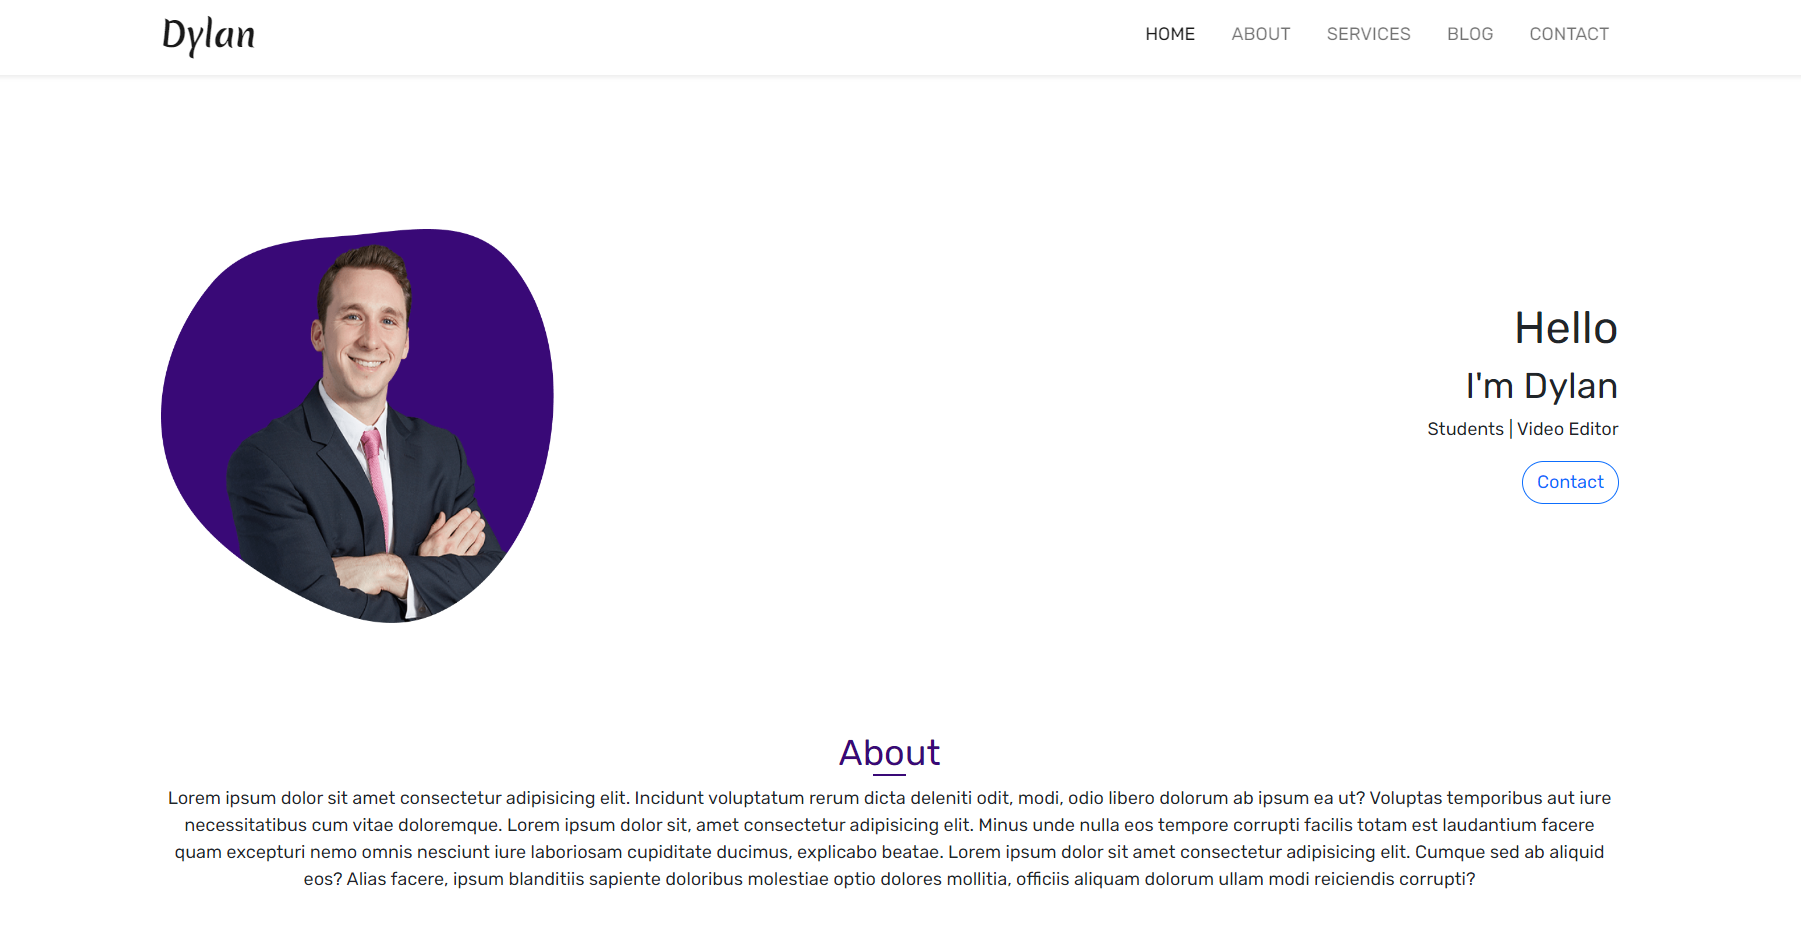 Dylan
HOME ABOUT SERVICES BLOG CONTACT
Hello
I'm Dylan
Students | Video Editor
Contact
About
Lorem ipsum dolor sit amet consectetur adipisicing elit. Incidunt voluptatum rerum dicta deleniti odit, modi, odio libero dolorum ab ipsum ea ut? Voluptas temporibus aut iure
necessitatibus cum vitae doloremque. Lorem ipsum dolor sit, amet consectetur adipisicing elit. Minus unde nulla eos tempore corrupti facilis totam est laudantium facere
quam excepturi nemo omnis nesciunt iure laboriosam cupiditate ducimus, explicabo beatae. Lorem ipsum dolor sit amet consectetur adipisicing elit. Cumque sed ab aliquid
eos? Alias facere, ipsum blanditiis sapiente doloribus molestiae optio dolores mollitia, officiis aliquam dolorum ullam modi reiciendis corrupti?